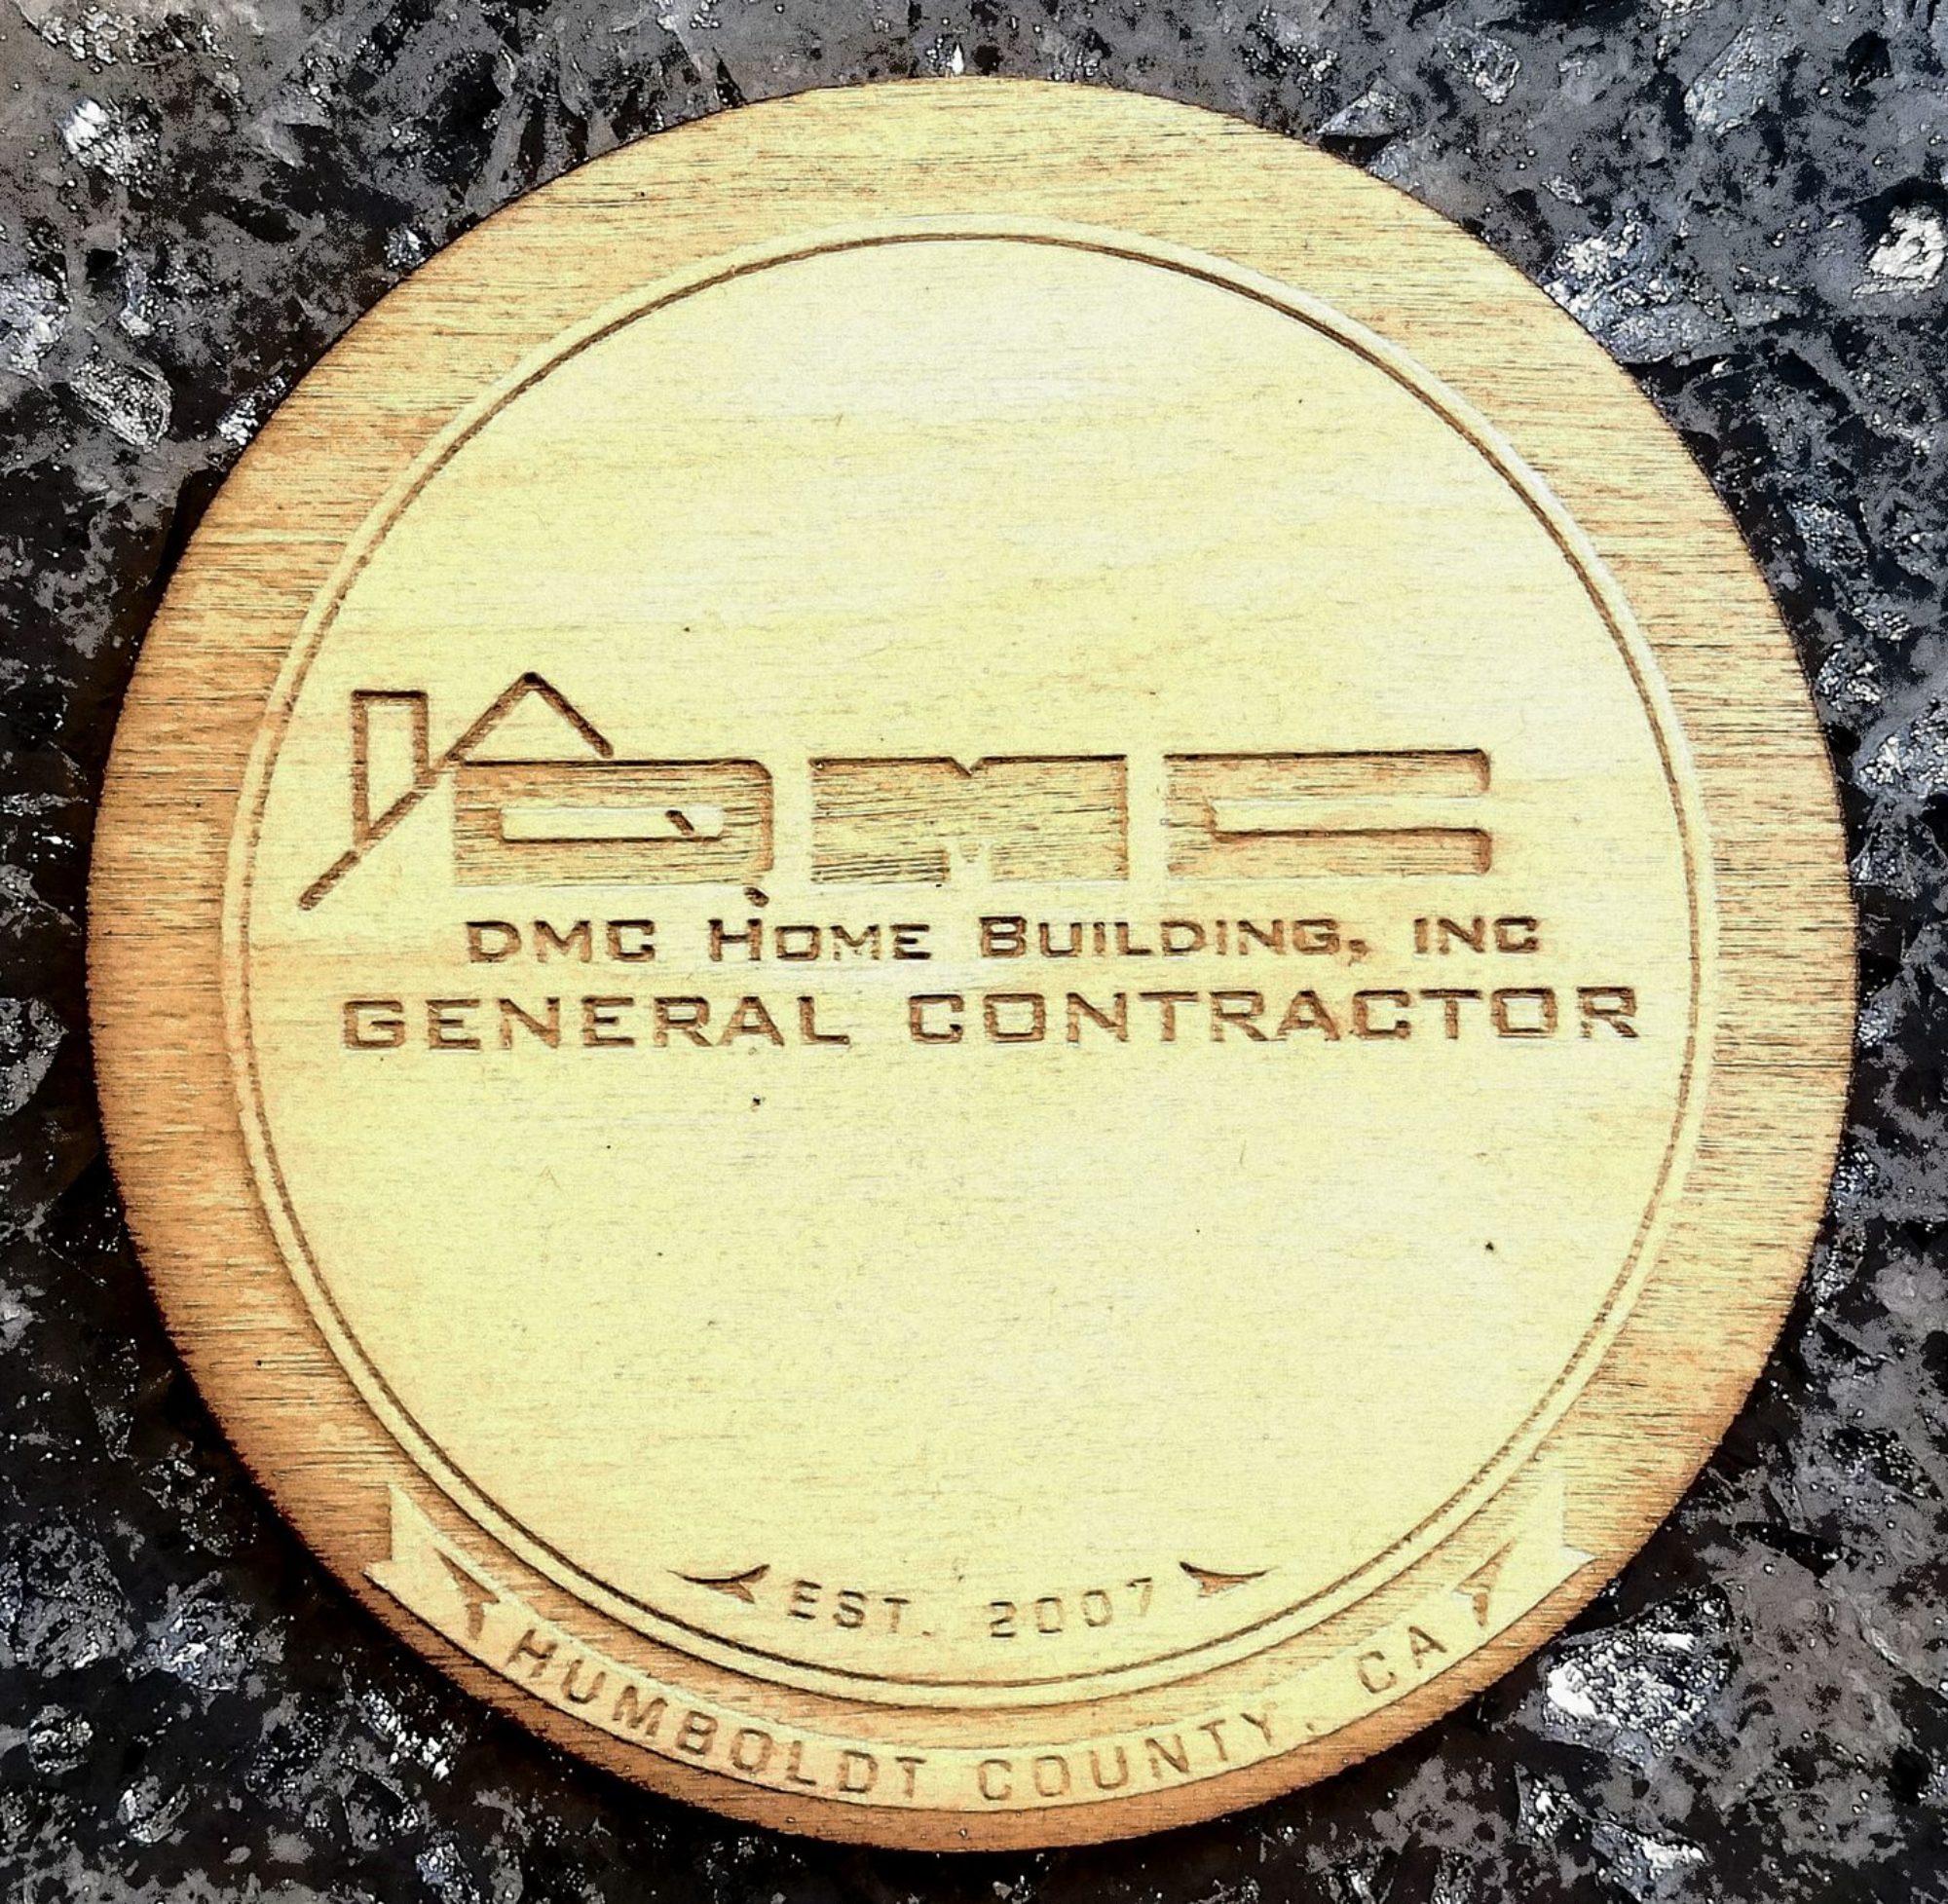 DMC
DMC HOME BUILDING, INC
GENERAL CONTRACTOR
EST. 2007
HUMBOLDT COUNTY, CA